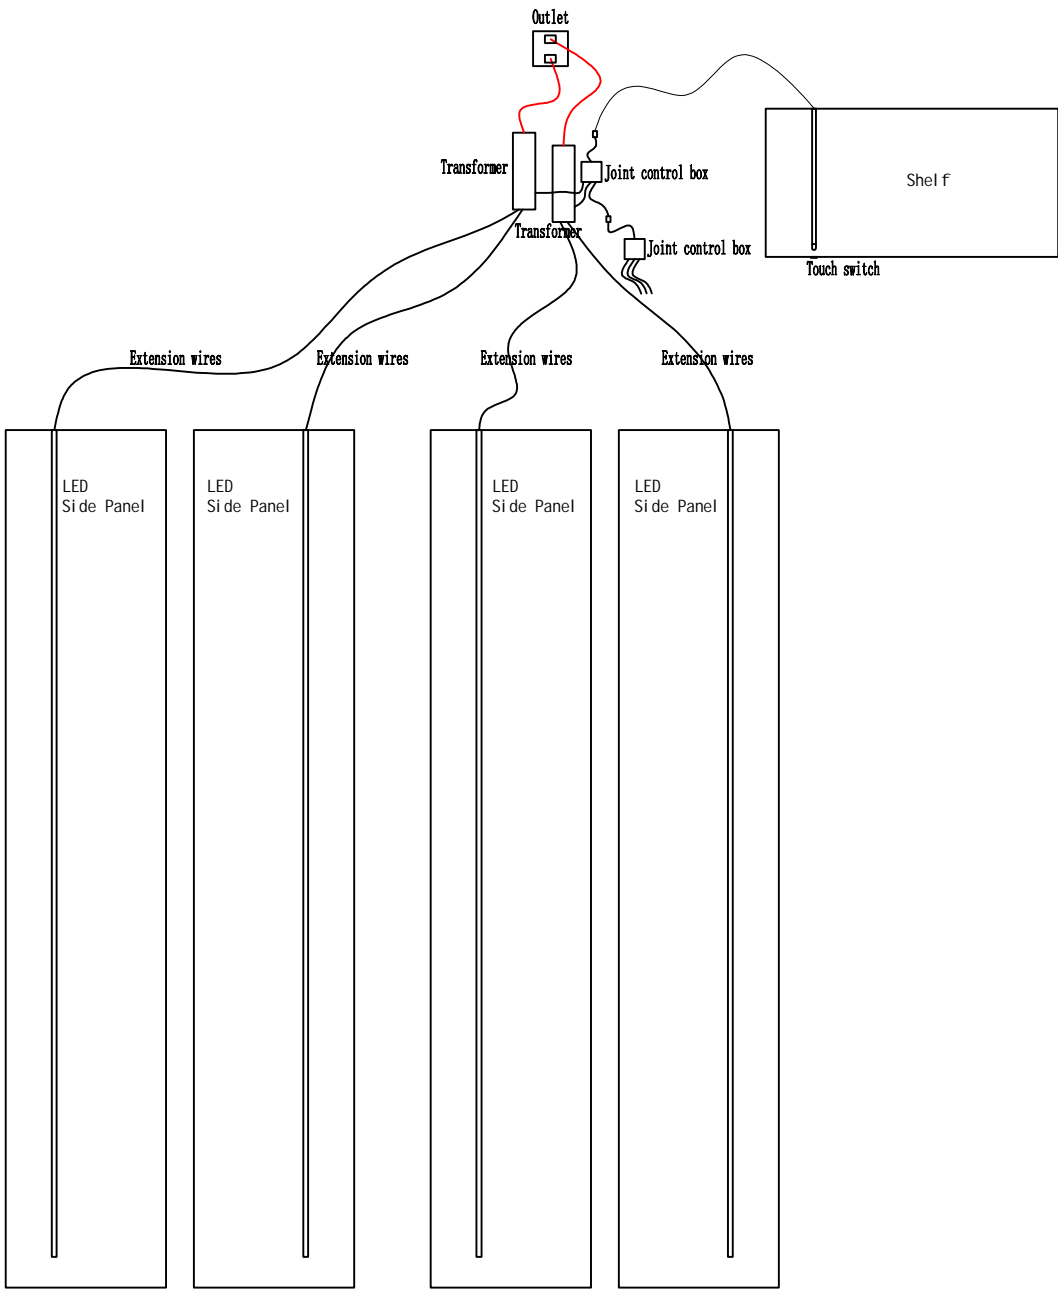 Outlet
Transformer
Joint control box
Shelf
Transformer
Joint control box
Touch switch
Extension wires
Extension wires
Extension wires
Extension wires
LED
Side Panel
LED
Side Panel
LED
Side Panel
LED
Side Panel